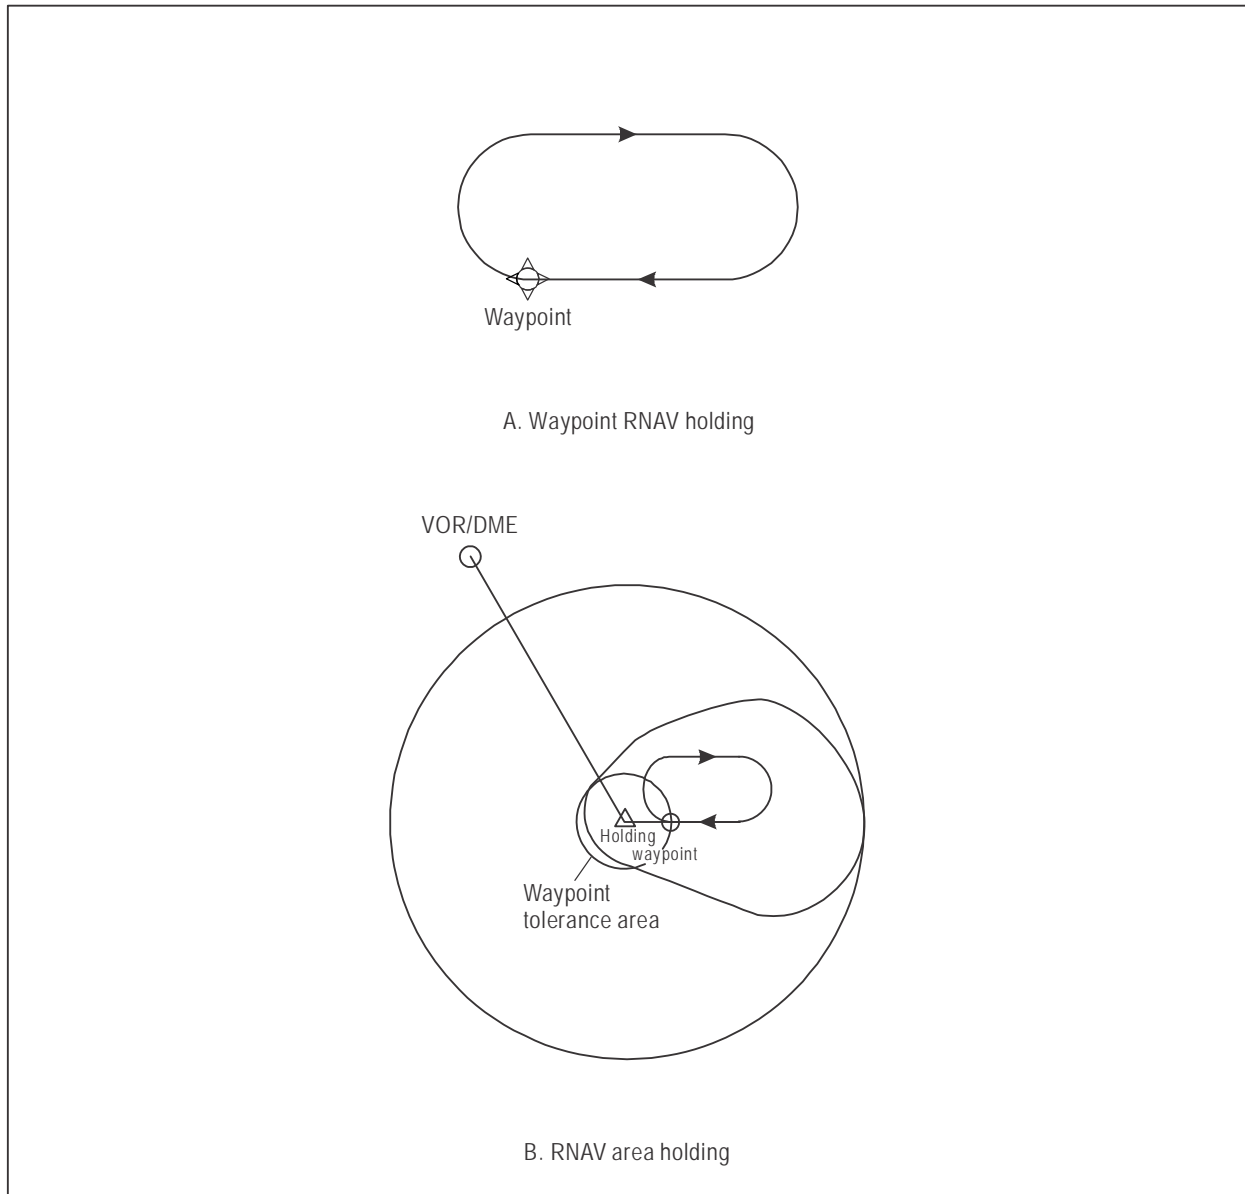 Waypoint
A. Waypoint RNAV holding
VOR/DME
Holding
waypoint
Waypoint
tolerance area
B. RNAV area holding